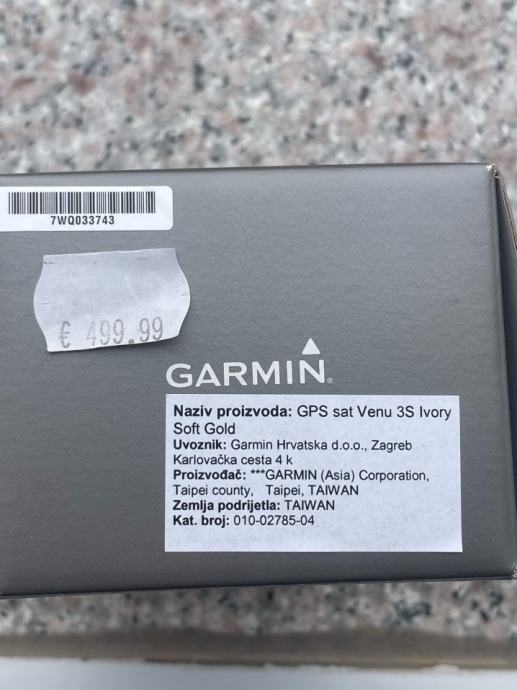 7WQ033743
€ 499.99
GARMIN®
Naziv proizvoda: GPS sat Venu 3S Ivory
Soft Gold
Uvoznik: Garmin Hrvatska d.o.o., Zagreb
Karlovačka cesta 4 k
Proizvođač: ***GARMIN (Asia) Corporation,
Taipei county, Taipei, TAIWAN
Zemlja podrijetla: TAIWAN
Kat. broj: 010-02785-04